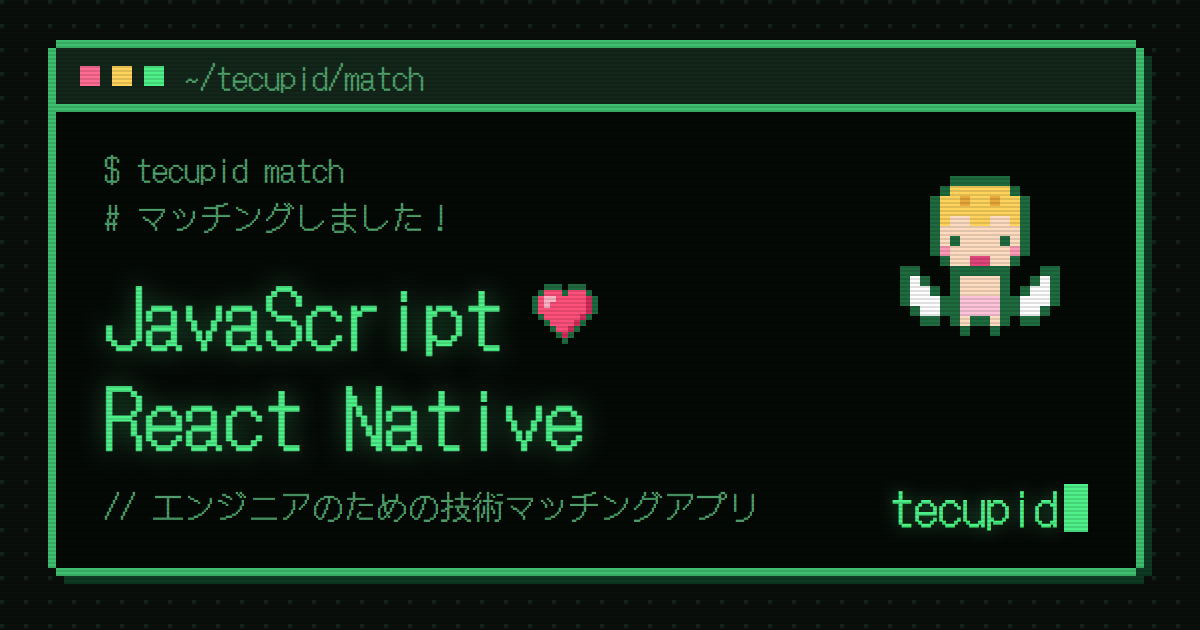 ~/tecupid/match
$ tecupid match
# マッチングしました！
JavaScript
React Native
// エンジニアのための技術マッチングアプリ
tecupid